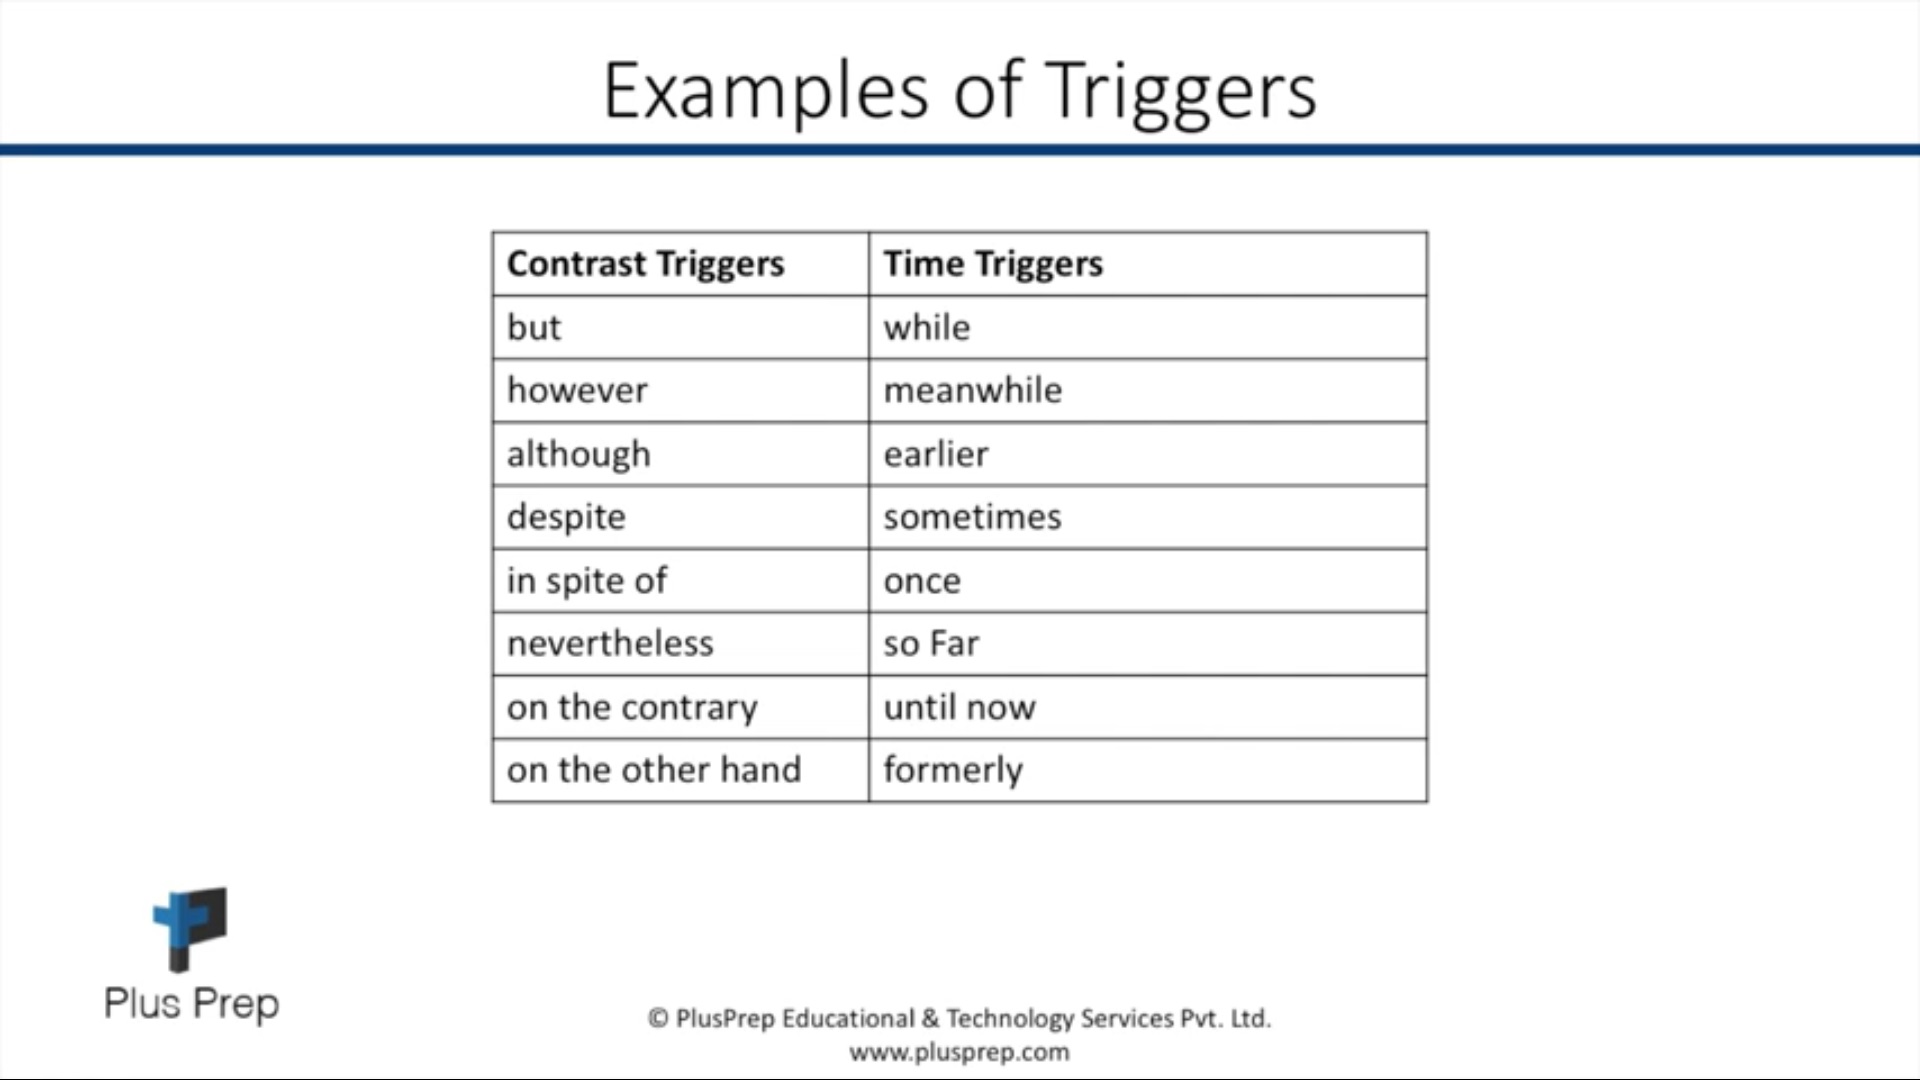 Examples of Triggers
Contrast Triggers Time Triggers
but while
however meanwhile
although earlier
despite sometimes
in spite of once
nevertheless so Far
on the contrary until now
on the other hand formerly
Plus Prep
© PlusPrep Educational & Technology Services Pvt. Ltd.
www.plusprep.com